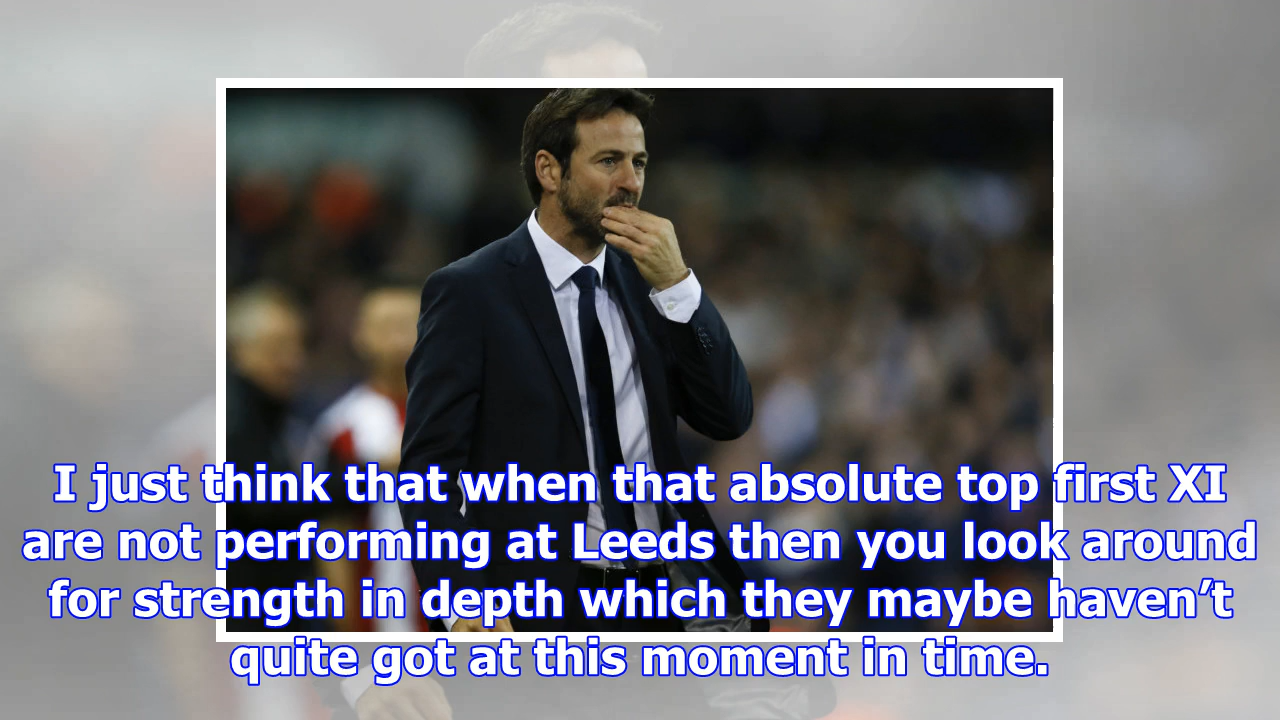 I just think that when that absolute top first XI
are not performing at Leeds then you look around
for strength in depth which they maybe haven’t
quite got at this moment in time.